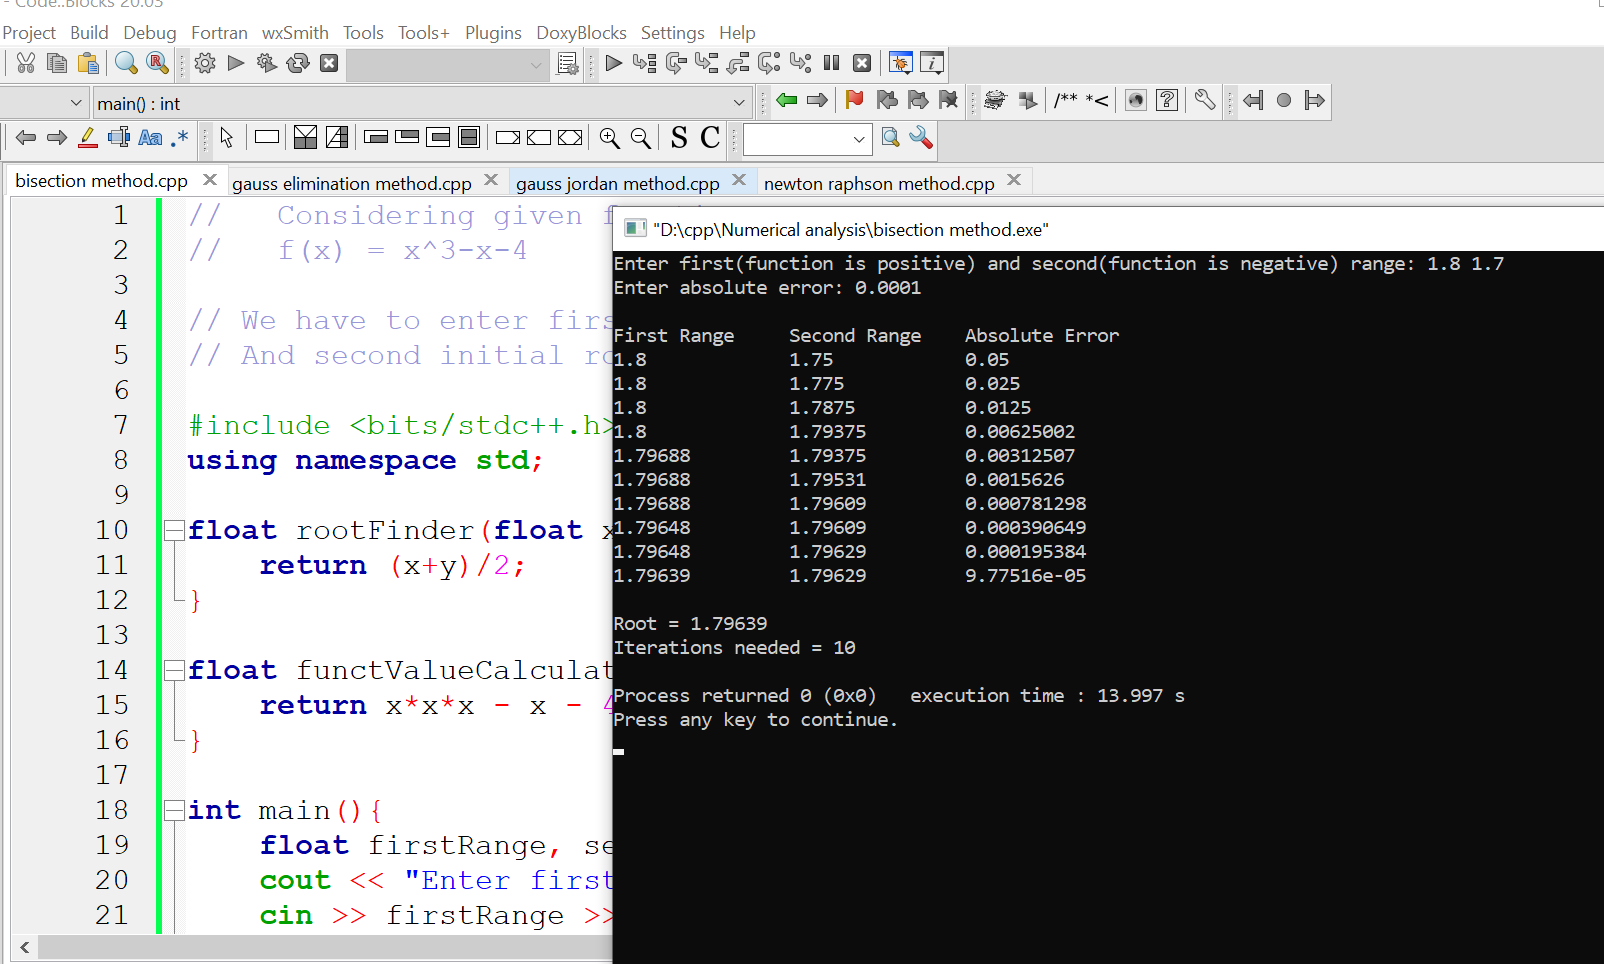 - Code::Blocks 20.03
Project Build Debug Fortran wxSmith Tools Tools+ Plugins DoxyBlocks Settings Help
main() : int
/** *<
Aa .* S C
bisection method.cpp gauss elimination method.cpp gauss jordan method.cpp newton raphson method.cpp
1 // Considering given
2 // f(x) = x^3-x-4
3
4 // We have to enter firs
5 // And second initial ro
6
7 #include <bits/stdc++.h>
8 using namespace std;
9
10 float rootFinder(float x
11 return (x+y)/2;
12 }
13
14 float functValueCalculat
15 return x*x*x - x - 4
16 }
17
18 int main(){
19 float firstRange, se
20 cout << "Enter first
21 cin >> firstRange >>
"D:\cpp\Numerical analysis\bisection method.exe"
Enter first(function is positive) and second(function is negative) range: 1.8 1.7
Enter absolute error: 0.0001
First Range Second Range Absolute Error
1.8 1.75 0.05
1.8 1.775 0.025
1.8 1.7875 0.0125
1.8 1.79375 0.00625002
1.79688 1.79375 0.00312507
1.79688 1.79531 0.0015626
1.79688 1.79609 0.000781298
1.79648 1.79609 0.000390649
1.79648 1.79629 0.000195384
1.79639 1.79629 9.77516e-05
Root = 1.79639
Iterations needed = 10
Process returned 0 (0x0) execution time : 13.997 s
Press any key to continue.